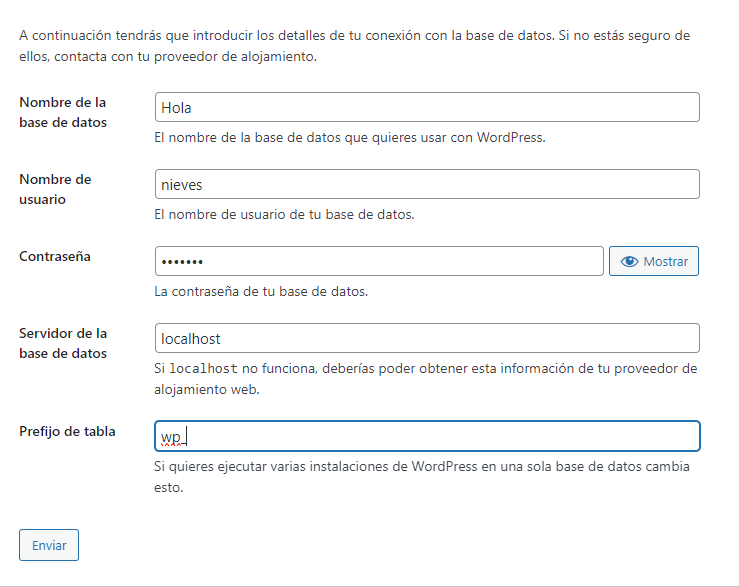 A continuación tendrás que introducir los detalles de tu conexión con la base de datos. Si no estás seguro de
ellos, contacta con tu proveedor de alojamiento.
Nombre de la
base de datos
Hola
El nombre de la base de datos que quieres usar con WordPress.
Nombre de
usuario
nieves
El nombre de usuario de tu base de datos.
Contraseña
•••••••
Mostrar
La contraseña de tu base de datos.
Servidor de la
base de datos
localhost
Si localhost no funciona, deberías poder obtener esta información de tu proveedor de
alojamiento web.
Prefijo de tabla
wp_
Si quieres ejecutar varias instalaciones de WordPress en una sola base de datos cambia
esto.
Enviar